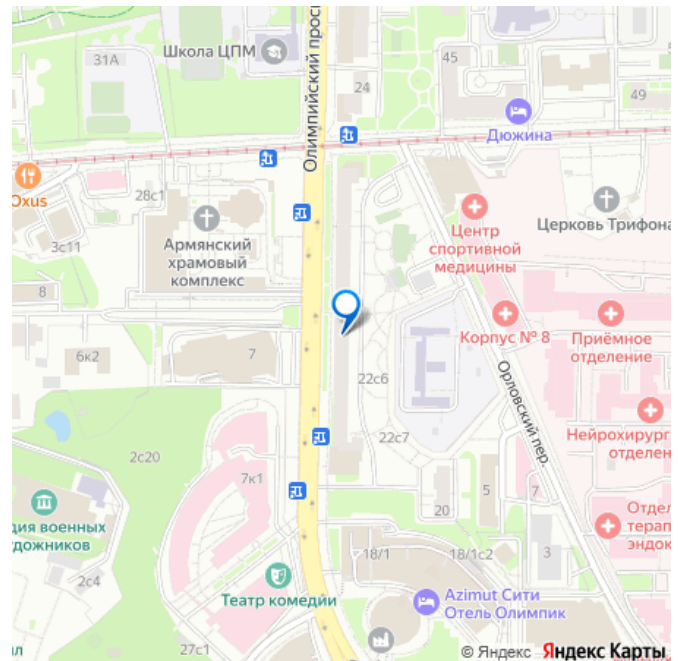 Школа ЦПМ
31А
Олимпийский прос
45
24
49
Дюжина
Oxus
28с1
3с11
Армянский
храмовый
комплекс
Центр
спортивной
медицины
Церковь Трифона
8
6к2
7
Корпус № 8
Приёмное
отделение
22с6
Орловский пер.
22с7
Нейрохирург
отделен
2с20
7к1
5
7
20
дия военных
удожников
Отдел
терап
эндок
2с4
18/1
18/1с2
3
Театр комедии
Azimut Сити
Отель Олимпик
27с1
© Яндекс Яндекс Карты